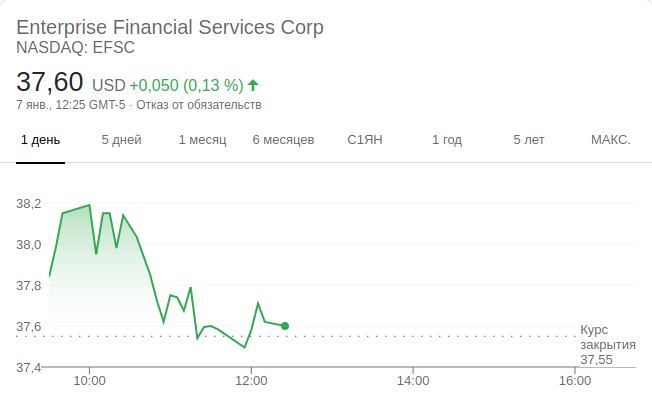 Enterprise Financial Services Corp
NASDAQ: EFSC
37,60 USD +0,050 (0,13 %)
7 янв., 12:25 GMT-5 · Отказ от обязательств
1 день 5 дней 1 месяц 6 месяцев С1ЯН 1 год 5 лет МАКС.
38,2
38,0
37,8
37,6
Курс
закрытия
37,55
37,4
10:00 12:00 14:00 16:00